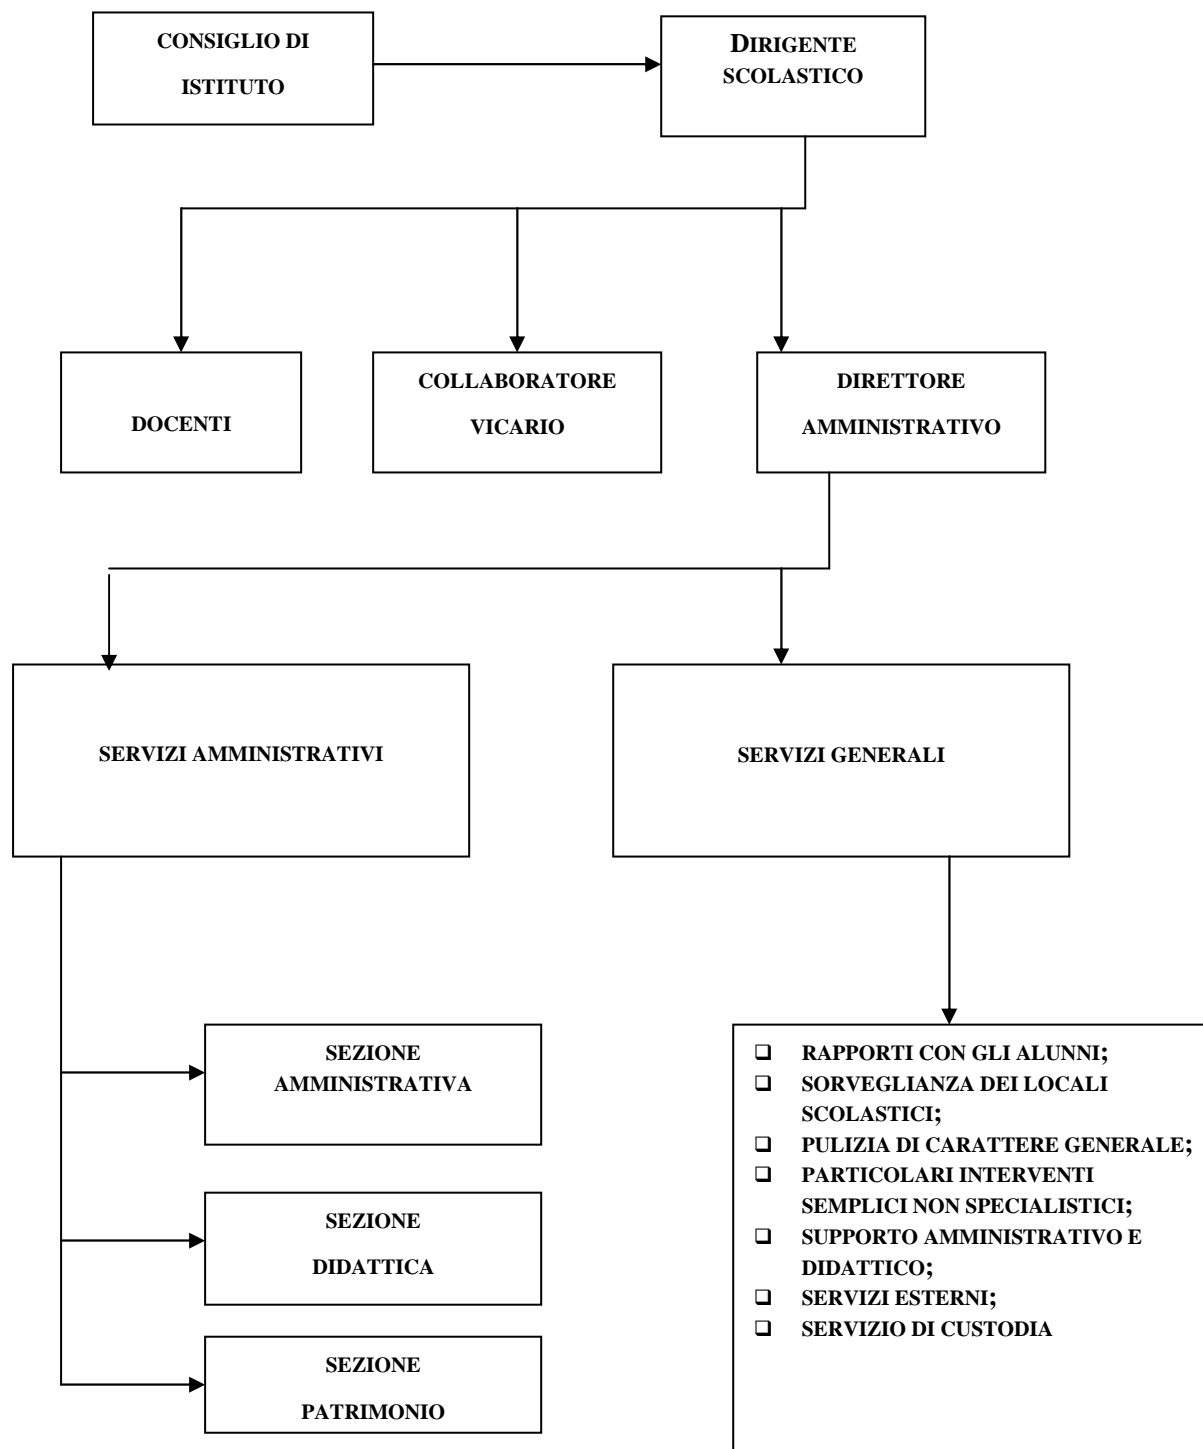 CONSIGLIO DI
ISTITUTO
DIRIGENTE
SCOLASTICO
DOCENTI
COLLABORATORE
VICARIO
DIRETTORE
AMMINISTRATIVO
SERVIZI AMMINISTRATIVI
SERVIZI GENERALI
SEZIONE
AMMINISTRATIVA
SEZIONE
DIDATTICA
SEZIONE
PATRIMONIO
❑ RAPPORTI CON GLI ALUNNI;
❑ SORVEGLIANZA DEI LOCALI
SCOLASTICI;
❑ PULIZIA DI CARATTERE GENERALE;
❑ PARTICOLARI INTERVENTI
SEMPLICI NON SPECIALISTICI;
❑ SUPPORTO AMMINISTRATIVO E
DIDATTICO;
❑ SERVIZI ESTERNI;
❑ SERVIZIO DI CUSTODIA